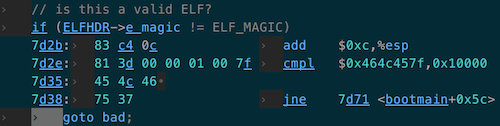 // is this a valid ELF?
if (ELFHDR->e_magic != ELF_MAGIC)
7d2b: 83 c4 0c add $0xc,%esp
7d2e: 81 3d 00 00 01 00 7f cmpl $0x464c457f,0x10000
7d35: 45 4c 46
7d38: 75 37 jne 7d71 <bootmain+0x5c>
goto bad;